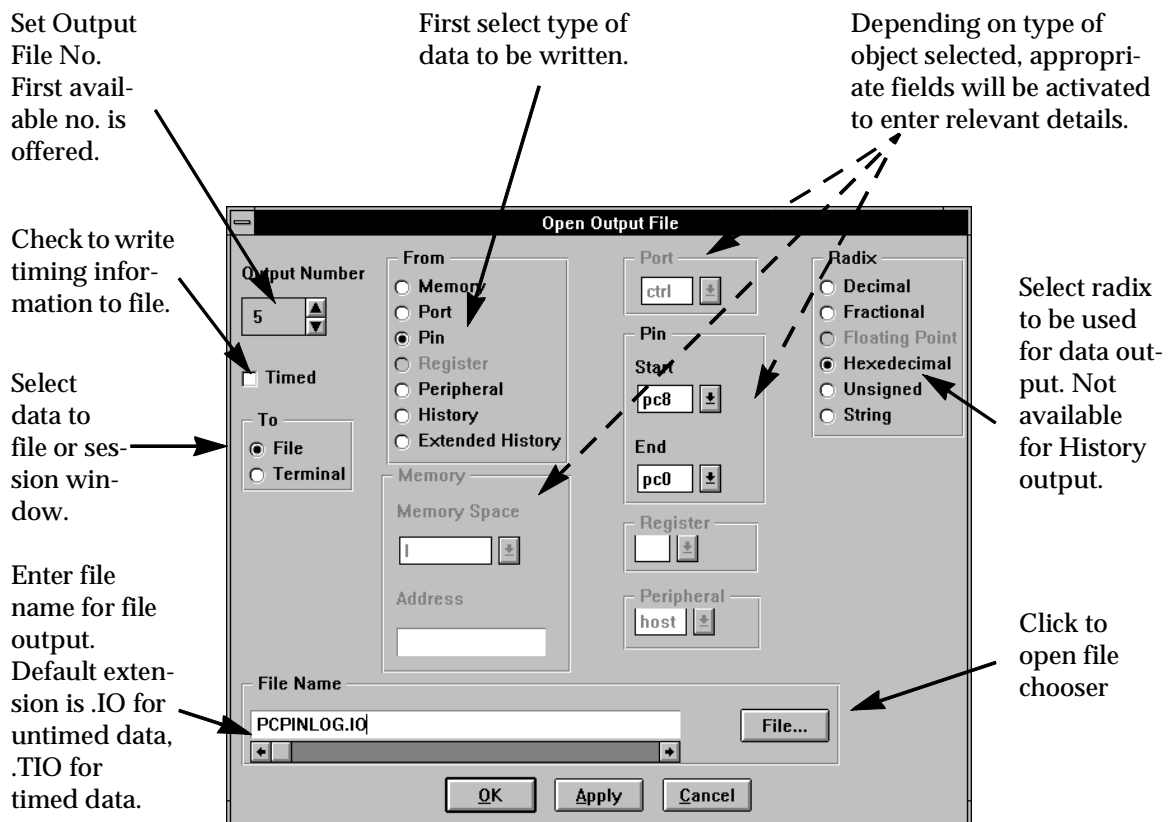 Set Output
File No.
First avail-
able no. is
offered.
First select type of
data to be written.
Depending on type of
object selected, appropri-
ate fields will be activated
to enter relevant details.
Check to write
timing infor-
mation to file.
Select
data to
file or ses-
sion win-
dow.
Enter file
name for file
output.
Default exten-
sion is .IO for
untimed data,
.TIO for
timed data.
Open Output File
Output Number
5
Timed
To
File
Terminal
From
Memory
Port
Pin
Register
Peripheral
History
Extended History
Memory
Memory Space
l
Address
Port
ctrl
Pin
Start
pc8
End
pc0
Register
Peripheral
host
Radix
Decimal
Fractional
Floating Point
Hexedecimal
Unsigned
String
File Name
PCPINLOG.IO
File...
OK
Apply
Cancel
Select radix
to be used
for data out-
put. Not
available
for History
output.
Click to
open file
chooser